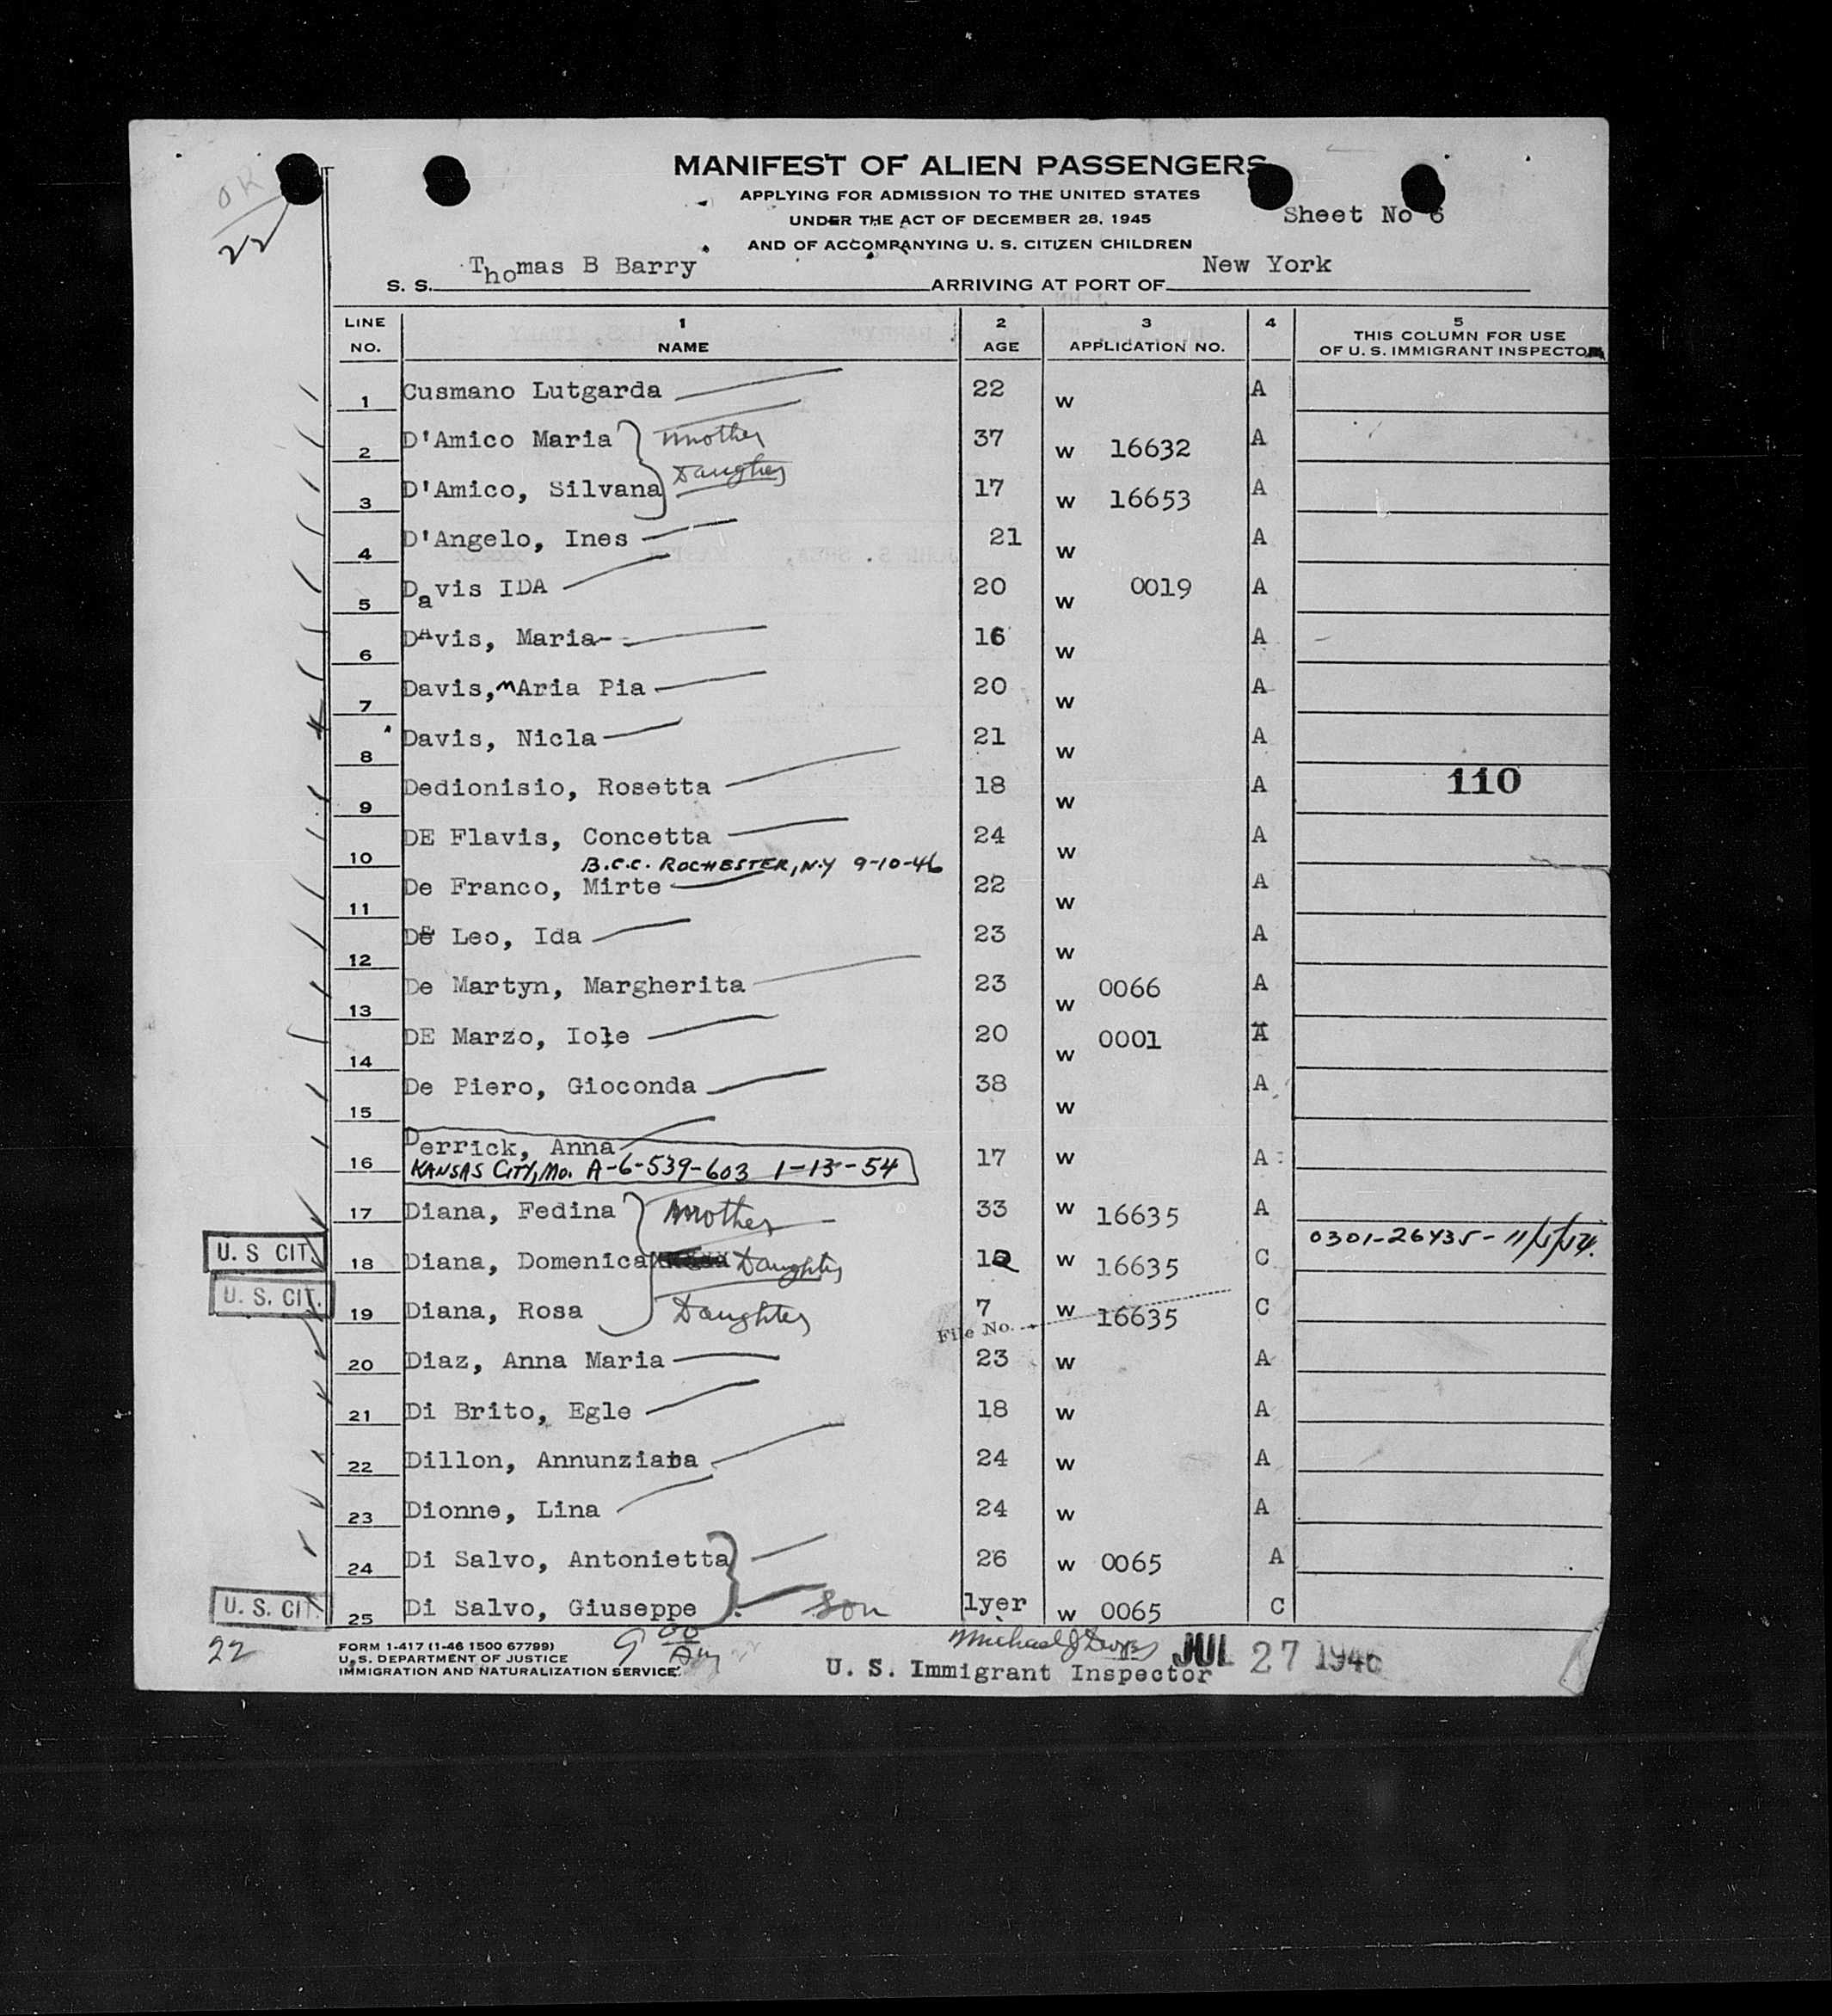 OK
22
MANIFEST OF ALIEN PASSENGERS
APPLYING FOR ADMISSION TO THE UNITED STATES
UNDER THE ACT OF DECEMBER 28, 1945
Sheet No 6
AND OF ACCOMPANYING U. S. CITIZEN CHILDREN
S. S. Thomas B Barry ARRIVING AT PORT OF New York
LINE NO. 1 NAME 2 AGE 3 APPLICATION NO. 4 5 THIS COLUMN FOR USE OF U. S. IMMIGRANT INSPECTOR
1 Cusmano Lutgarda 22 W A
2 D'Amico Maria Mother 37 W 16632 A
3 D'Amico, Silvana Daughter 17 W 16653 A
4 D'Angelo, Ines 21 W A
5 Davis IDA 20 W 0019 A
6 DAvis, Maria- 16 W A
7 Davis, mAria Pia 20 W A
8 Davis, Nicla 21 W A
9 Dedionisio, Rosetta 18 W A 110
10 DE Flavis, Concetta 24 W A
B.C.C. ROCHESTER, N.Y 9-10-46
11 De Franco, Mirte 22 W A
12 DE Leo, Ida 23 W A
13 De Martyn, Margherita 23 W 0066 A
14 DE Marzo, Iole 20 W 0001 A
15 De Piero, Gioconda 38 W A
16 Derrick, Anna 17 W A
KANSAS CITY, Mo. A-6-539-603 1-13-54
17 Diana, Fedina Mother 33 W 16635 A
0301-26435-11/5/54.
U. S CIT. 18 Diana, Domenica Daughter 12 W 16635 C
U. S. CIT. 19 Diana, Rosa Daughter 7 W 16635 C
File No.
20 Diaz, Anna Maria 23 W A
21 Di Brito, Egle 18 W A
22 Dillon, Annunziata 24 W A
23 Dionne, Lina 24 W A
24 Di Salvo, Antonietta 26 W 0065 A
U. S. CIT. 25 Di Salvo, Giuseppe Son 1yer W 0065 C
22
FORM 1-417 (1-46 1500 67799)
U. S. DEPARTMENT OF JUSTICE
IMMIGRATION AND NATURALIZATION SERVICE
9 00
Michael J
U. S. Immigrant Inspector
JUL 27 1946